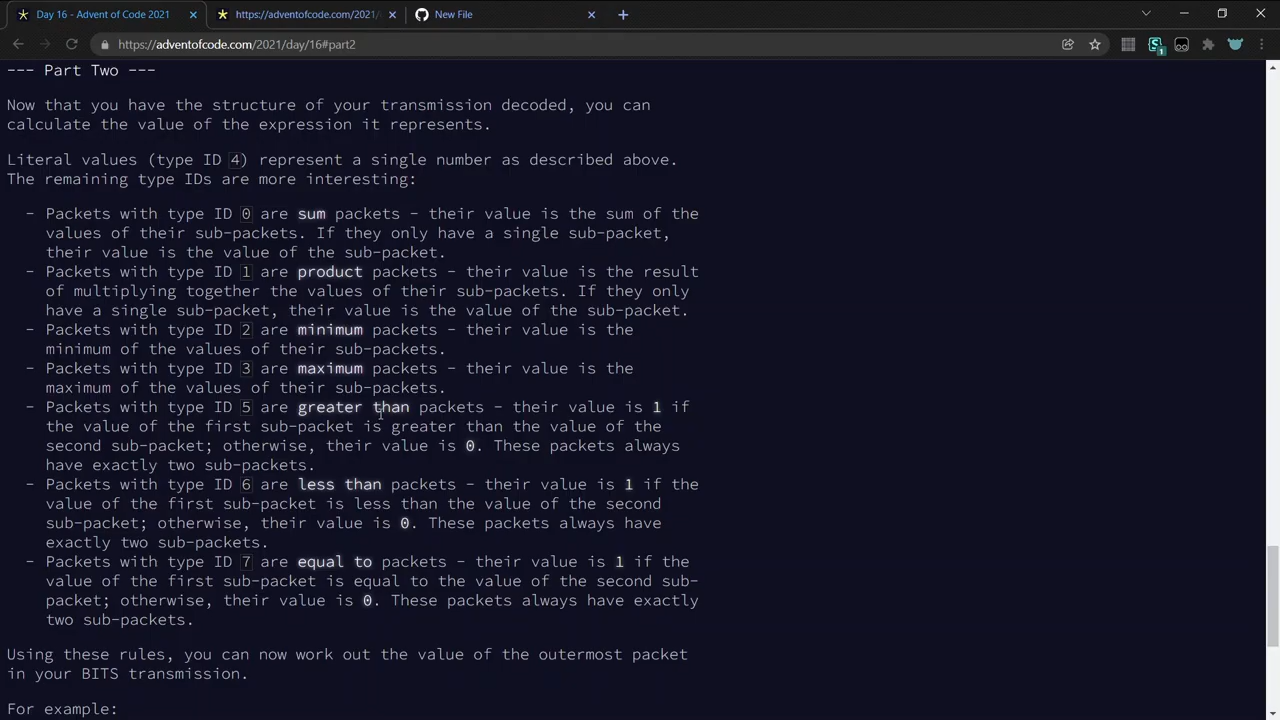 Day 16 - Advent of Code 2021
https://adventofcode.com/2021/
New File
https://adventofcode.com/2021/day/16#part2
1
--- Part Two ---
Now that you have the structure of your transmission decoded, you can
calculate the value of the expression it represents.
Literal values (type ID 4) represent a single number as described above.
The remaining type IDs are more interesting:
- Packets with type ID 0 are sum packets - their value is the sum of the
values of their sub-packets. If they only have a single sub-packet,
their value is the value of the sub-packet.
- Packets with type ID 1 are product packets - their value is the result
of multiplying together the values of their sub-packets. If they only
have a single sub-packet, their value is the value of the sub-packet.
- Packets with type ID 2 are minimum packets - their value is the
minimum of the values of their sub-packets.
- Packets with type ID 3 are maximum packets - their value is the
maximum of the values of their sub-packets.
- Packets with type ID 5 are greater than packets - their value is 1 if
the value of the first sub-packet is greater than the value of the
second sub-packet; otherwise, their value is 0. These packets always
have exactly two sub-packets.
- Packets with type ID 6 are less than packets - their value is 1 if the
value of the first sub-packet is less than the value of the second
sub-packet; otherwise, their value is 0. These packets always have
exactly two sub-packets.
- Packets with type ID 7 are equal to packets - their value is 1 if the
value of the first sub-packet is equal to the value of the second sub-
packet; otherwise, their value is 0. These packets always have exactly
two sub-packets.
Using these rules, you can now work out the value of the outermost packet
in your BITS transmission.
For example: